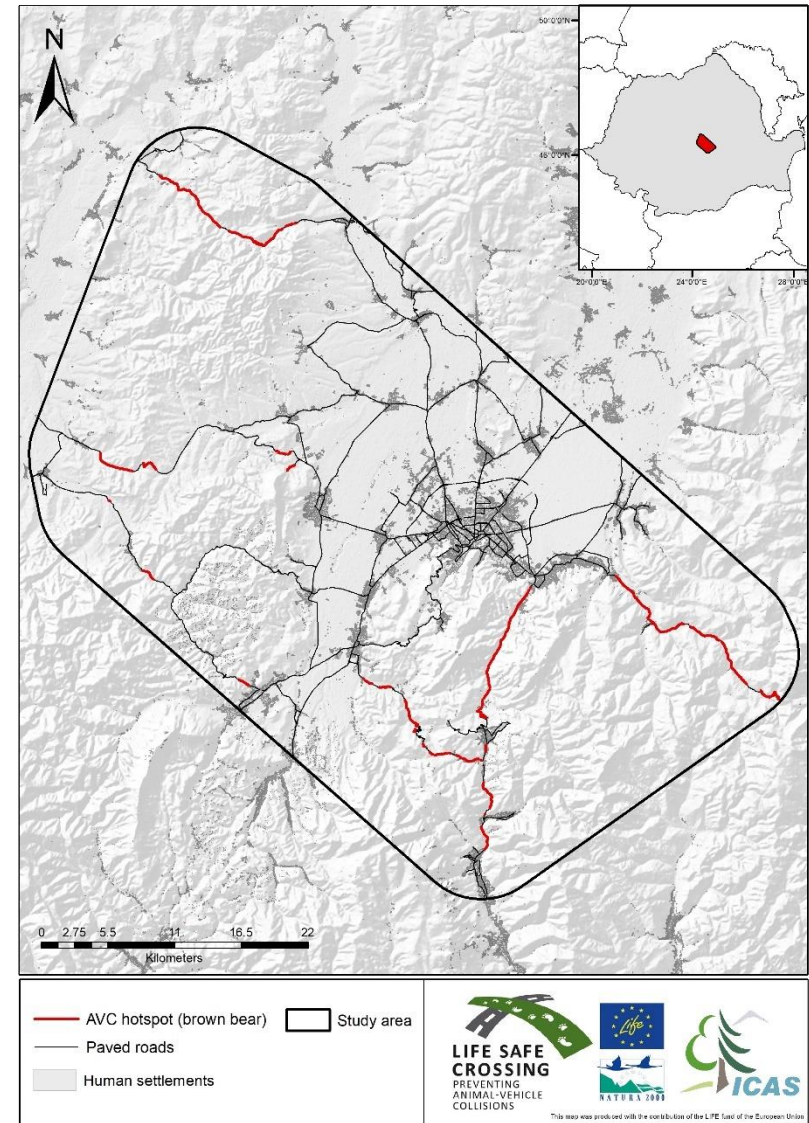 N
50°0'0"N
48°0'0"N
20°0'0"E
24°0'0"E
28°0'0"E
0 2.75 5.5 11 16.5 22
Kilometers
AVC hotspot (brown bear)
Study area
Paved roads
Human settlements
LIFE SAFE
CROSSING
PREVENTING
ANIMAL-VEHICLE
COLLISIONS
Life
NATURA 2000
ICAS
This map was produced with the contribution of the LIFE fund of the European Union